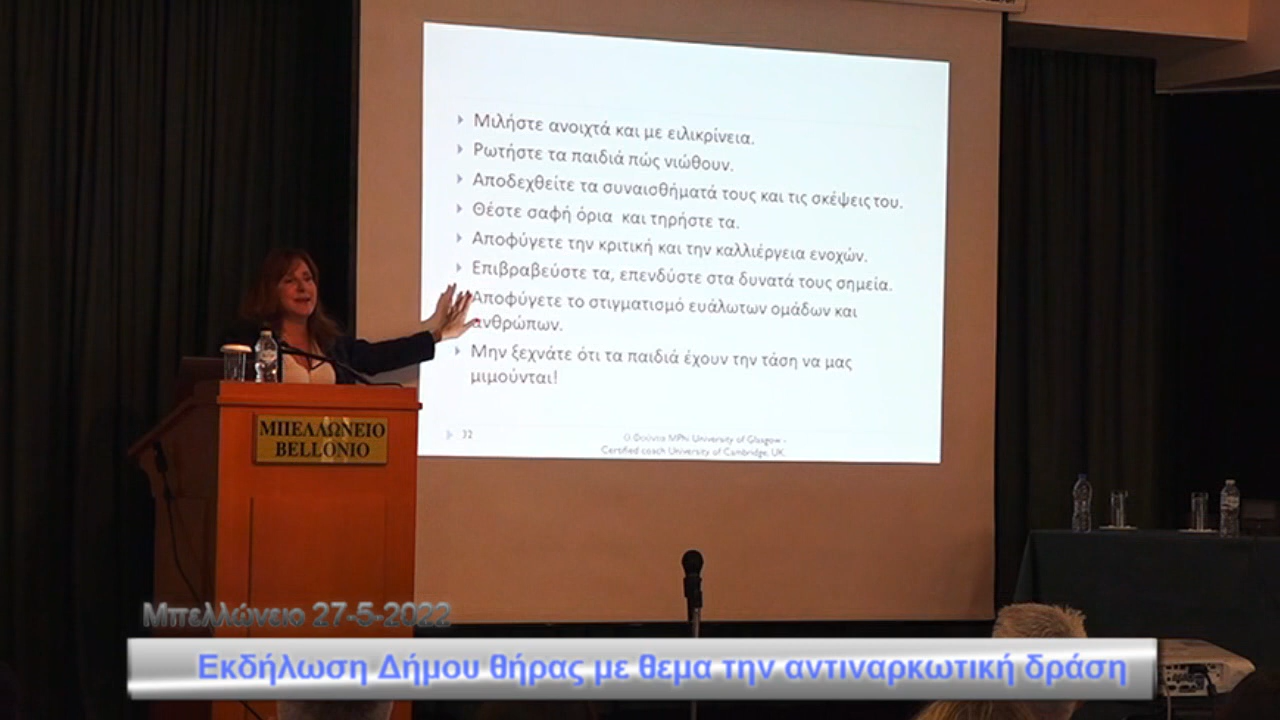 Μιλήστε ανοιχτά και με ειλικρίνεια.
Ρωτήστε τα παιδιά πώς νιώθουν.
Αποδεχθείτε τα συναισθήματά τους και τις σκέψεις του.
Θέστε σαφή όρια και τηρήστε τα.
Αποφύγετε την κριτική και την καλλιέργεια ενοχών.
Επιβραβεύστε τα, επενδύστε στα δυνατά τους σημεία.
Αποφύγετε το στιγματισμό ευάλωτων ομάδων και
ανθρώπων.
Μην ξεχνάτε ότι τα παιδιά έχουν την τάση να μας
μιμούνται!
32
University of Glasgow -
Certified coach University of Cambridge, UK.
ΜΠΕΛΛΩΝΕΙΟ
BELLONIO
Μπελλώνειο 27-5-2022
Εκδήλωση Δήμου θήρας με θεμα την αντιναρκωτική δράση